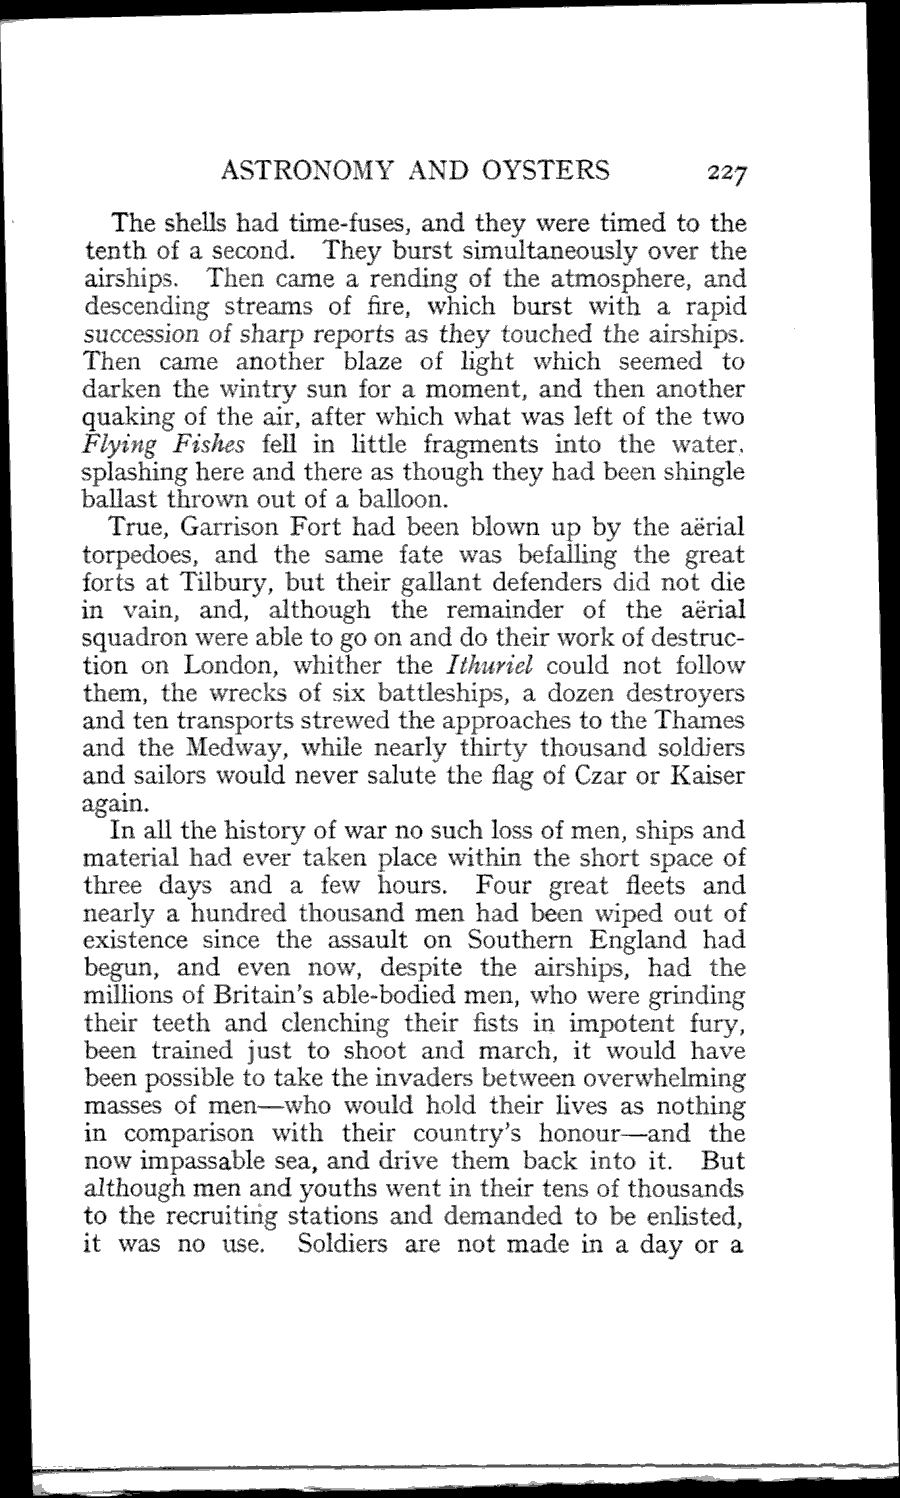 ASTRONOMY AND OYSTERS 227
The shells had time-fuses, and they were timed to the
tenth of a second. They burst simultaneously over the
airships. Then came a rending of the atmosphere, and
descending streams of fire, which burst with a rapid
succession of sharp reports as they touched the airships.
Then came another blaze of light which seemed to
darken the wintry sun for a moment, and then another
quaking of the air, after which what was left of the two
Flying Fishes fell in little fragments into the water,
splashing here and there as though they had been shingle
ballast thrown out of a balloon.
True, Garrison Fort had been blown up by the aërial
torpedoes, and the same fate was befalling the great
forts at Tilbury, but their gallant defenders did not die
in vain, and, although the remainder of the aërial
squadron were able to go on and do their work of destruc-
tion on London, whither the Ithuriel could not follow
them, the wrecks of six battleships, a dozen destroyers
and ten transports strewed the approaches to the Thames
and the Medway, while nearly thirty thousand soldiers
and sailors would never salute the flag of Czar or Kaiser
again.
In all the history of war no such loss of men, ships and
material had ever taken place within the short space of
three days and a few hours. Four great fleets and
nearly a hundred thousand men had been wiped out of
existence since the assault on Southern England had
begun, and even now, despite the airships, had the
millions of Britain's able-bodied men, who were grinding
their teeth and clenching their fists in impotent fury,
been trained just to shoot and march, it would have
been possible to take the invaders between overwhelming
masses of men—who would hold their lives as nothing
in comparison with their country's honour—and the
now impassable sea, and drive them back into it. But
although men and youths went in their tens of thousands
to the recruiting stations and demanded to be enlisted,
it was no use. Soldiers are not made in a day or a